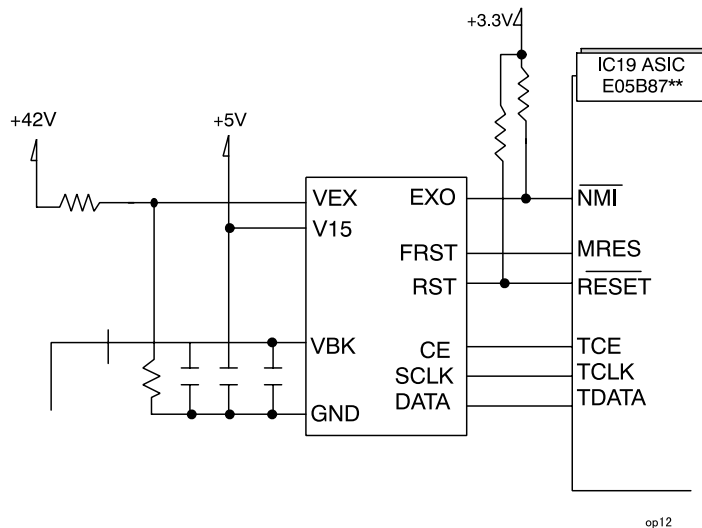 +3.3V
IC19 ASIC
E05B87**
+42V
+5V
VEX
EXO
NMI
V15
FRST
MRES
RST
RESET
VBK
CE
TCE
SCLK
TCLK
DATA
TDATA
GND
op12